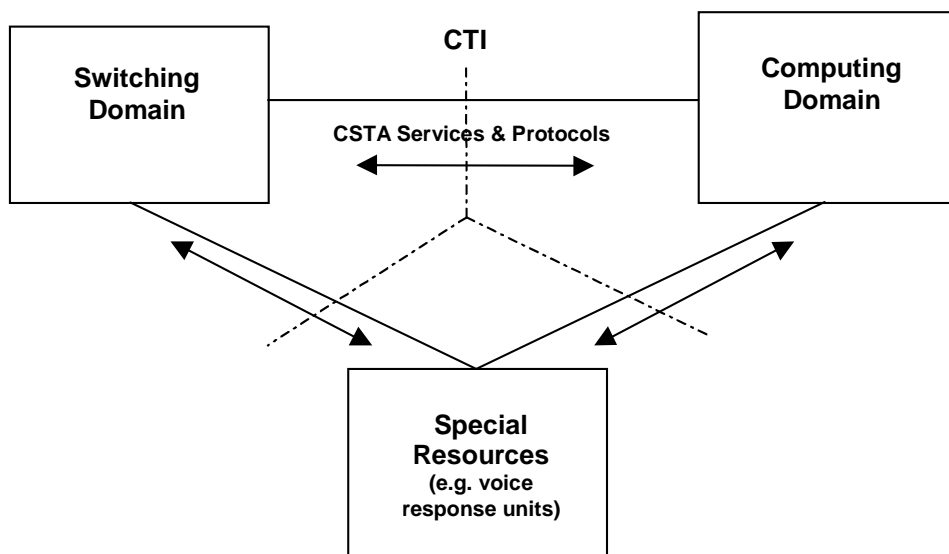 CTI
Switching
Domain
Computing
Domain
CSTA Services & Protocols
Special
Resources
(e.g. voice
response units)